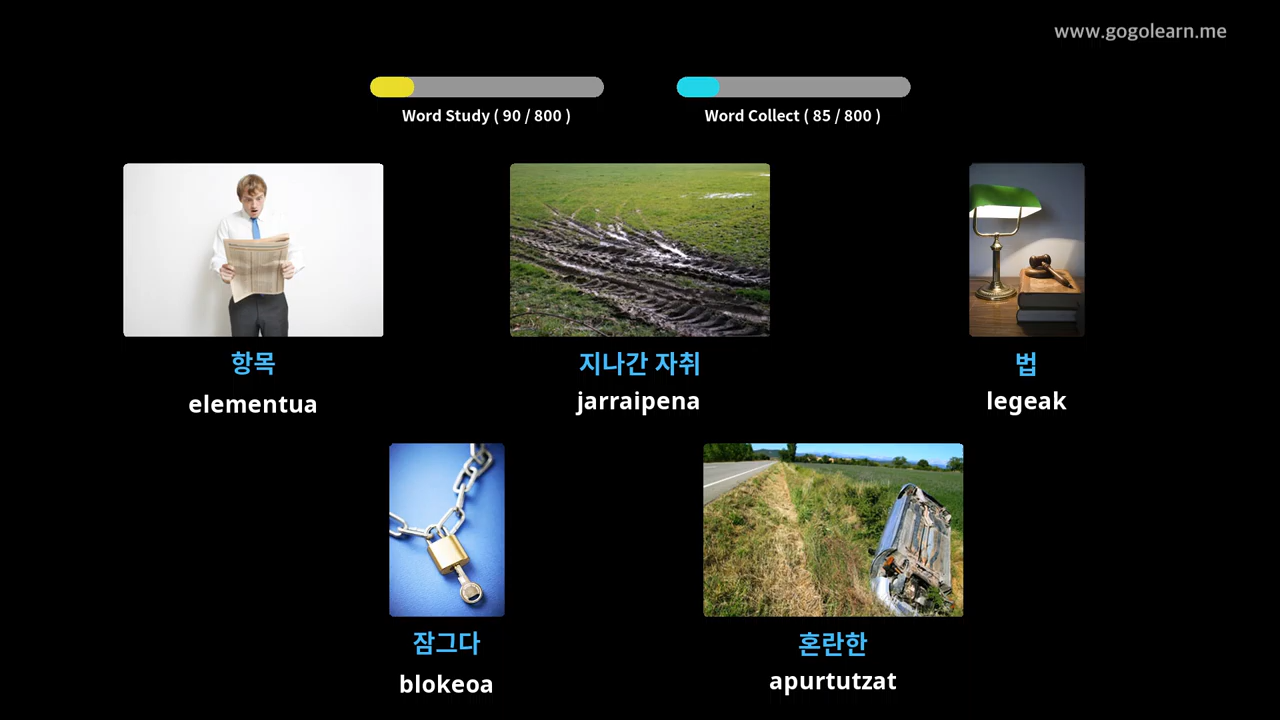 www.gogolearn.me
Word Study ( 90 / 800 )
Word Collect ( 85 / 800 )
항목
elementua
지나간 자취
jarraipena
법
legeak
잠그다
blokeoa
혼란한
apurtutzat